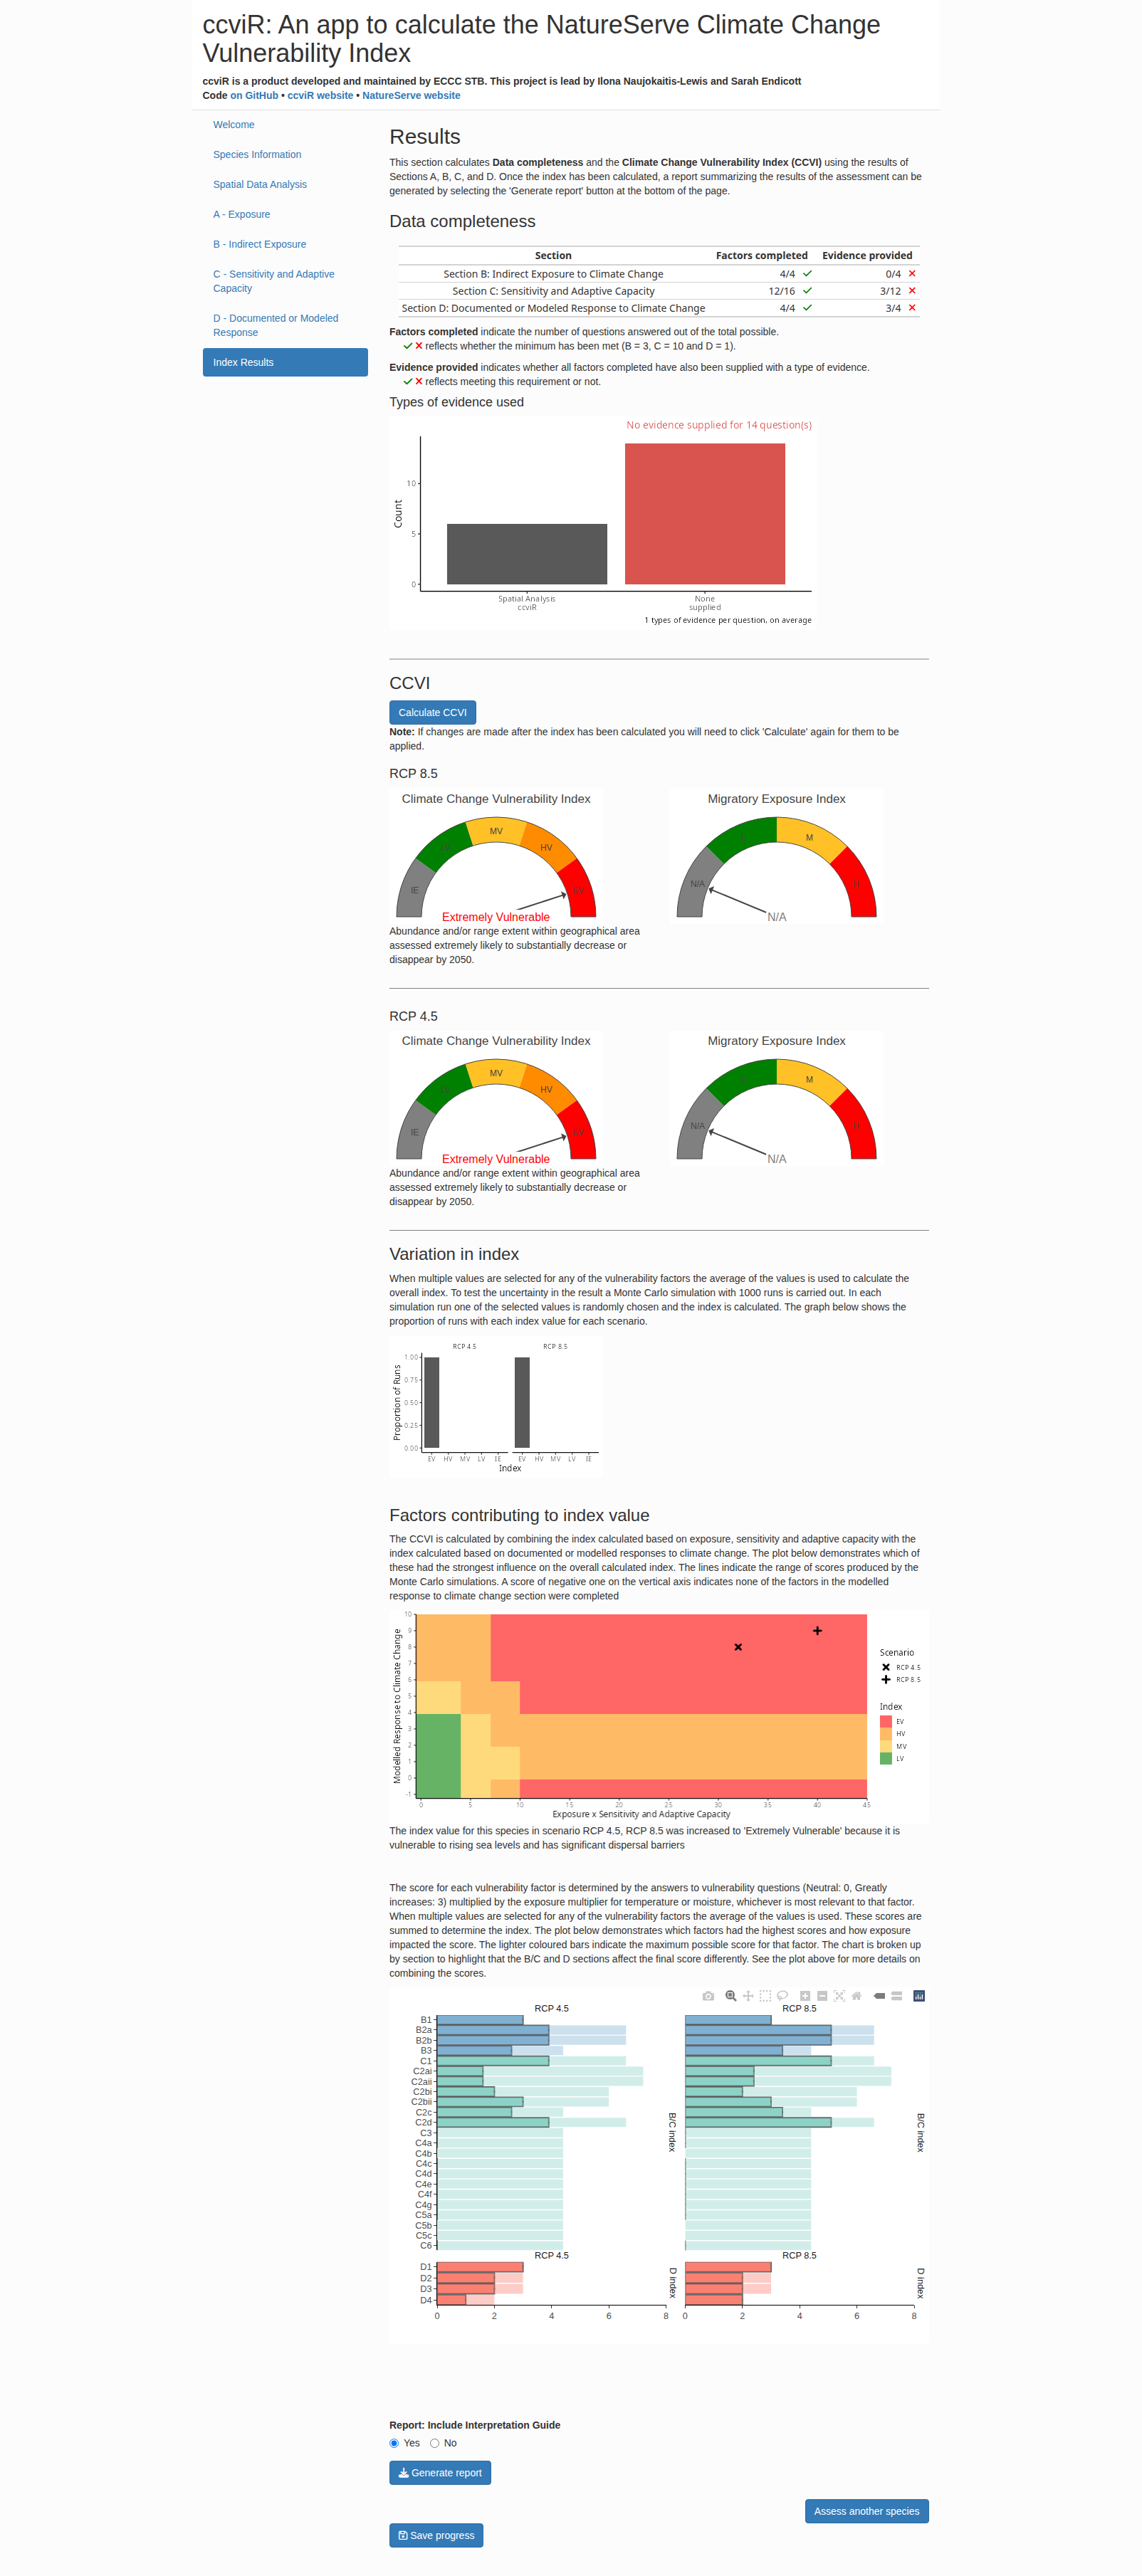 ccviR: An app to calculate the NatureServe Climate Change
Vulnerability Index
ccviR is a product developed and maintained by ECCC STB. This project is lead by Ilona Naujokaitis-Lewis and Sarah Endicott
Code on GitHub • ccviR website • NatureServe website
Welcome
Species Information
Spatial Data Analysis
A - Exposure
B - Indirect Exposure
C - Sensitivity and Adaptive
Capacity
D - Documented or Modeled
Response
Index Results
Results
This section calculates Data completeness and the Climate Change Vulnerability Index (CCVI) using the results of
Sections A, B, C, and D. Once the index has been calculated, a report summarizing the results of the assessment can be
generated by selecting the 'Generate report' button at the bottom of the page.
Data completeness
Section Factors completed Evidence provided
Section B: Indirect Exposure to Climate Change 4/4 ✓ 0/4 ✕
Section C: Sensitivity and Adaptive Capacity 12/16 ✓ 3/12 ✕
Section D: Documented or Modeled Response to Climate Change 4/4 ✓ 3/4 ✕
Factors completed indicate the number of questions answered out of the total possible.
✓ ✕ reflects whether the minimum has been met (B = 3, C = 10 and D = 1).
Evidence provided indicates whether all factors completed have also been supplied with a type of evidence.
✓ ✕ reflects meeting this requirement or not.
Types of evidence used
No evidence supplied for 14 question(s)
Count
10
5
0
Spatial Analysis
ccviR
None
supplied
1 types of evidence per question, on average
CCVI
Calculate CCVI
Note: If changes are made after the index has been calculated you will need to click 'Calculate' again for them to be
applied.
RCP 8.5
Climate Change Vulnerability Index
IE
LV
MV
HV
EV
Extremely Vulnerable
Migratory Exposure Index
N/A
M
H
N/A
Abundance and/or range extent within geographical area
assessed extremely likely to substantially decrease or
disappear by 2050.
RCP 4.5
Climate Change Vulnerability Index
IE
MV
HV
EV
Extremely Vulnerable
Migratory Exposure Index
N/A
M
H
N/A
Abundance and/or range extent within geographical area
assessed extremely likely to substantially decrease or
disappear by 2050.
Variation in index
When multiple values are selected for any of the vulnerability factors the average of the values is used to calculate the
overall index. To test the uncertainty in the result a Monte Carlo simulation with 1000 runs is carried out. In each
simulation run one of the selected values is randomly chosen and the index is calculated. The graph below shows the
proportion of runs with each index value for each scenario.
RCP 4.5 RCP 8.5
Proportion of Runs
1.00
0.75
0.50
0.25
0.00
EV HV MV LV IE EV HV MV LV IE
Index
Factors contributing to index value
The CCVI is calculated by combining the index calculated based on exposure, sensitivity and adaptive capacity with the
index calculated based on documented or modelled responses to climate change. The plot below demonstrates which of
these had the strongest influence on the overall calculated index. The lines indicate the range of scores produced by the
Monte Carlo simulations. A score of negative one on the vertical axis indicates none of the factors in the modelled
response to climate change section were completed
Modelled Response to Climate Change
10
9
8
7
6
5
4
3
2
1
0
-1
0 5 10 15 20 25 30 35 40 45
Exposure x Sensitivity and Adaptive Capacity
Scenario
RCP 4.5
RCP 8.5
Index
EV
HV
MV
LV
The index value for this species in scenario RCP 4.5, RCP 8.5 was increased to 'Extremely Vulnerable' because it is
vulnerable to rising sea levels and has significant dispersal barriers
The score for each vulnerability factor is determined by the answers to vulnerability questions (Neutral: 0, Greatly
increases: 3) multiplied by the exposure multiplier for temperature or moisture, whichever is most relevant to that factor.
When multiple values are selected for any of the vulnerability factors the average of the values is used. These scores are
summed to determine the index. The plot below demonstrates which factors had the highest scores and how exposure
impacted the score. The lighter coloured bars indicate the maximum possible score for that factor. The chart is broken up
by section to highlight that the B/C and D sections affect the final score differently. See the plot above for more details on
combining the scores.
RCP 4.5 RCP 8.5
B1
B2a
B2b
B3
C1
C2ai
C2aii
C2bi
C2bii
C2c
C2d
C3
C4a
C4b
C4c
C4d
C4e
C4f
C4g
C5a
C5b
C5c
C6
B/C index
B/C index
RCP 4.5 RCP 8.5
D1
D2
D3
D4
D index
D index
0 2 4 6 8 0 2 4 6 8
Report: Include Interpretation Guide
Yes No
Generate report
Assess another species
Save progress